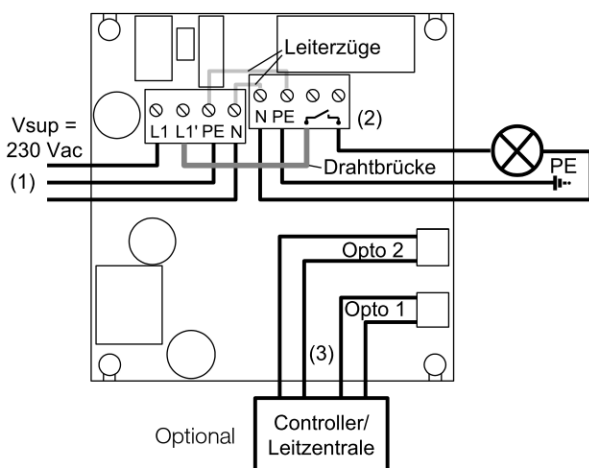 Leiterzüge
L1 L1' PE N
N PE
(2)
Vsup =
230 Vac
(1)
Drahtbrücke
PE
Opto 2
Opto 1
(3)
Optional
Controller/
Leitzentrale